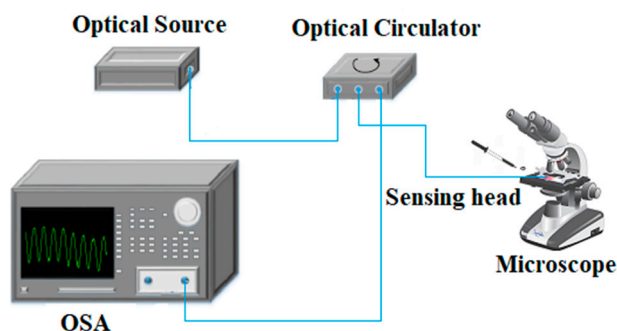 Optical Source
Optical Circulator
Sensing head
Microscope
OSA